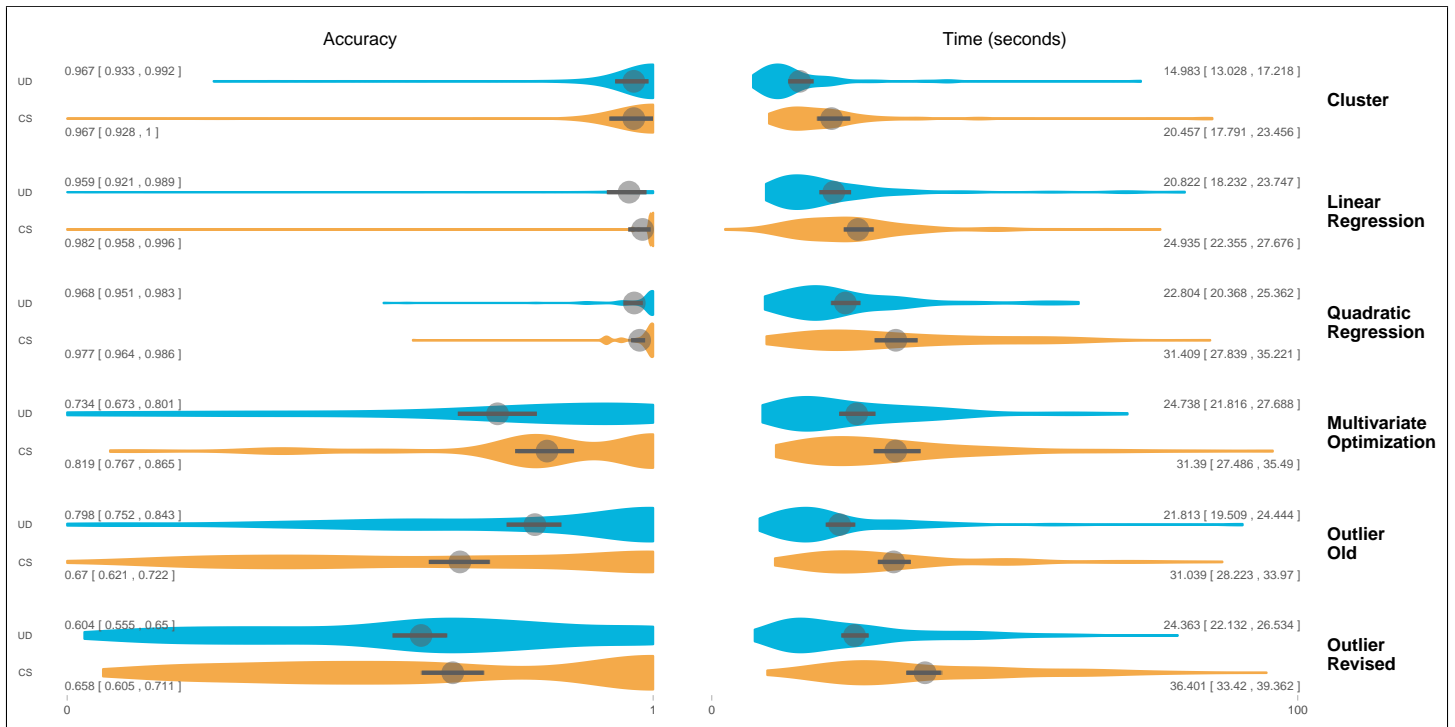 Accuracy
Time (seconds)
0.967 [ 0.933 , 0.992 ]
14.983 [ 13.028 , 17.218 ]
UD
CS
0.967 [ 0.928 , 1 ]
20.457 [ 17.791 , 23.456 ]
Cluster
0.959 [ 0.921 , 0.989 ]
20.822 [ 18.232 , 23.747 ]
UD
CS
0.982 [ 0.958 , 0.996 ]
24.935 [ 22.355 , 27.676 ]
Linear
Regression
0.968 [ 0.951 , 0.983 ]
22.804 [ 20.368 , 25.362 ]
UD
CS
0.977 [ 0.964 , 0.986 ]
31.409 [ 27.839 , 35.221 ]
Quadratic
Regression
0.734 [ 0.673 , 0.801 ]
24.738 [ 21.816 , 27.688 ]
UD
CS
0.819 [ 0.767 , 0.865 ]
31.39 [ 27.486 , 35.49 ]
Multivariate
Optimization
0.798 [ 0.752 , 0.843 ]
21.813 [ 19.509 , 24.444 ]
UD
CS
0.67 [ 0.621 , 0.722 ]
31.039 [ 28.223 , 33.97 ]
Outlier
Old
0.604 [ 0.555 , 0.65 ]
24.363 [ 22.132 , 26.534 ]
UD
CS
0.658 [ 0.605 , 0.711 ]
36.401 [ 33.42 , 39.362 ]
Outlier
Revised
0 1 0 100